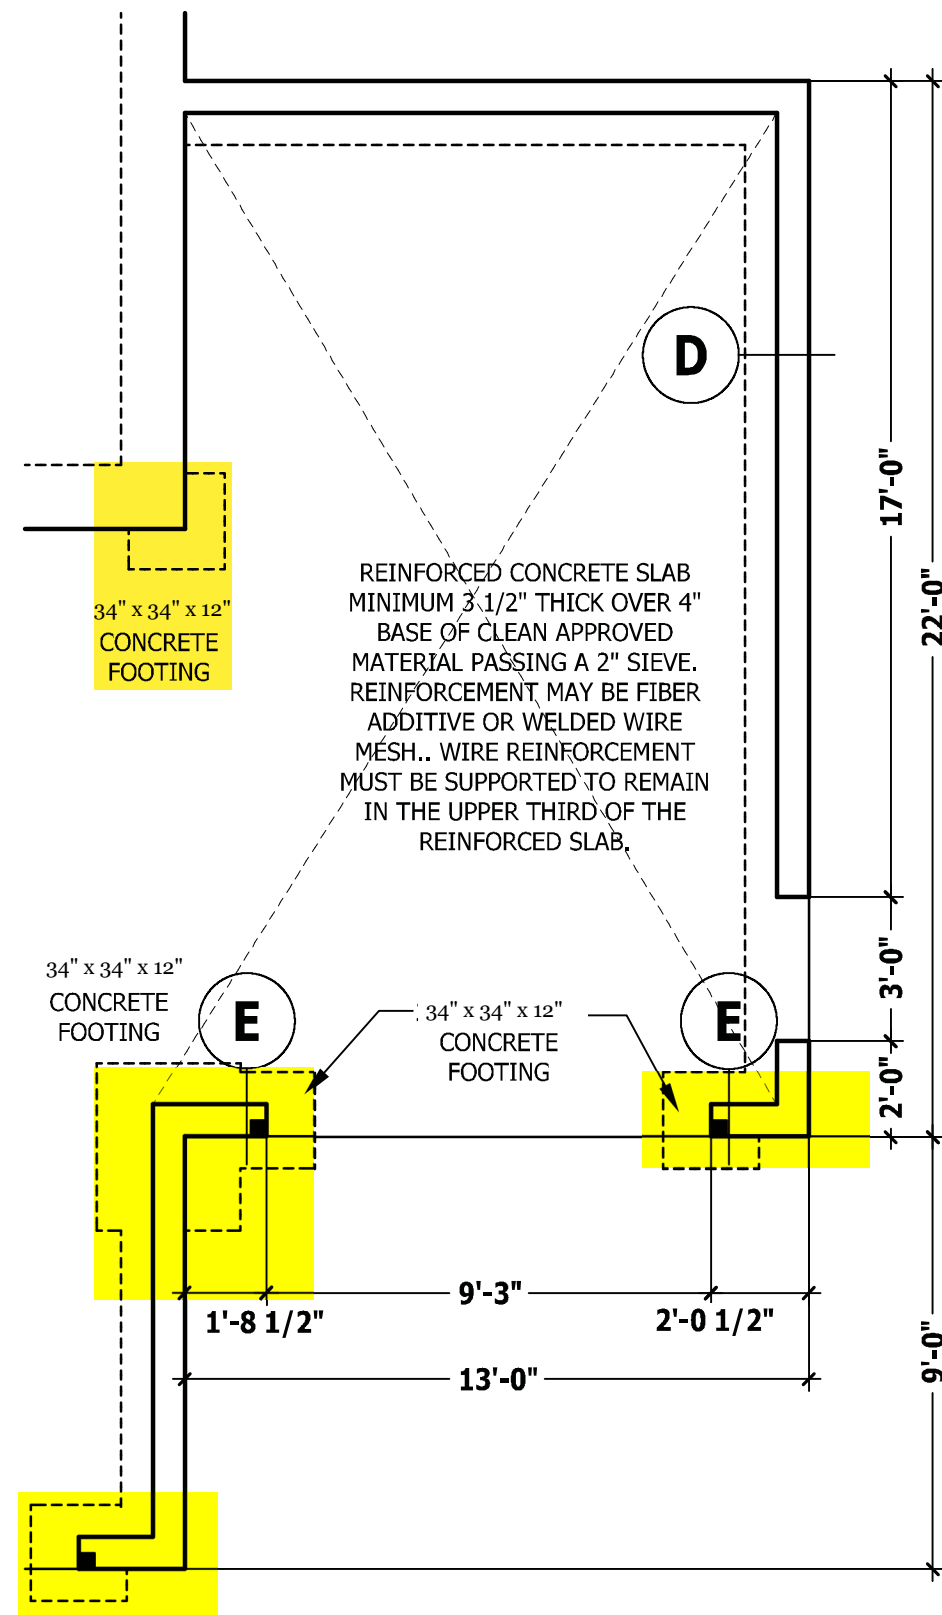 D
17'-0"
22'-0"
REINFORCED CONCRETE SLAB
MINIMUM 3 1/2" THICK OVER 4"
BASE OF CLEAN APPROVED
MATERIAL PASSING A 2" SIEVE.
REINFORCEMENT MAY BE FIBER
ADDITIVE OR WELDED WIRE
MESH.. WIRE REINFORCEMENT
MUST BE SUPPORTED TO REMAIN
IN THE UPPER THIRD OF THE
REINFORCED SLAB.
34" x 34" x 12"
CONCRETE
FOOTING
34" x 34" x 12"
CONCRETE
FOOTING
E
34" x 34" x 12"
CONCRETE
FOOTING
E
3'-0"
2'-0"
9'-3"
1'-8 1/2"
2'-0 1/2"
13'-0"
9'-0"